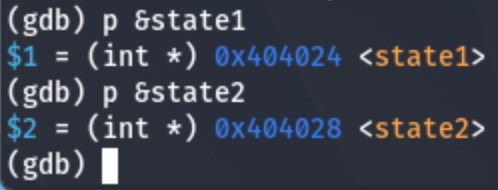 (gdb) p &state1
$1 = (int *) 0x404024 <state1>
(gdb) p &state2
$2 = (int *) 0x404028 <state2>
(gdb)